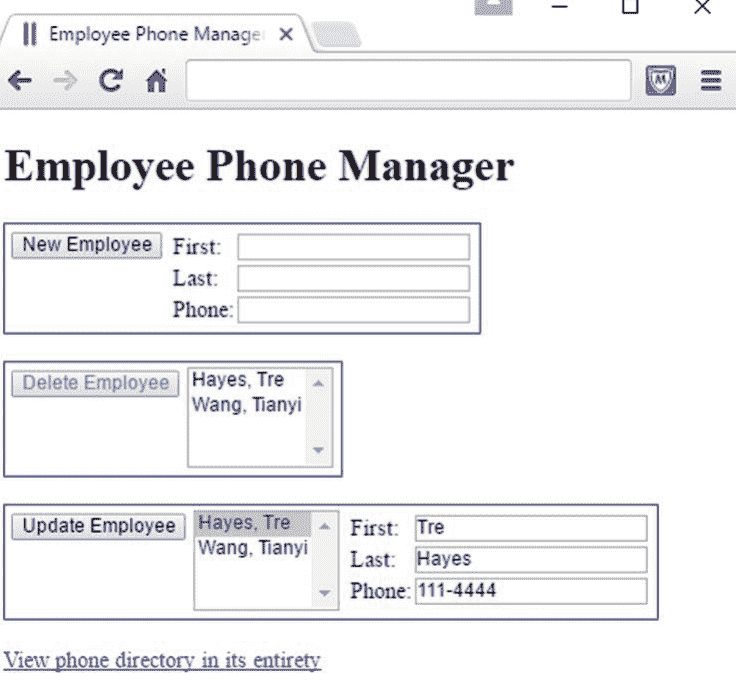 Employee Phone Manage
Employee Phone Manager
New Employee First:
Last:
Phone:
Delete Employee Hayes, Tre
Wang, Tianyi
Update Employee Hayes, Tre First: Tre
Wang, Tianyi Last: Hayes
Phone: 111-4444
View phone directory in its entirety